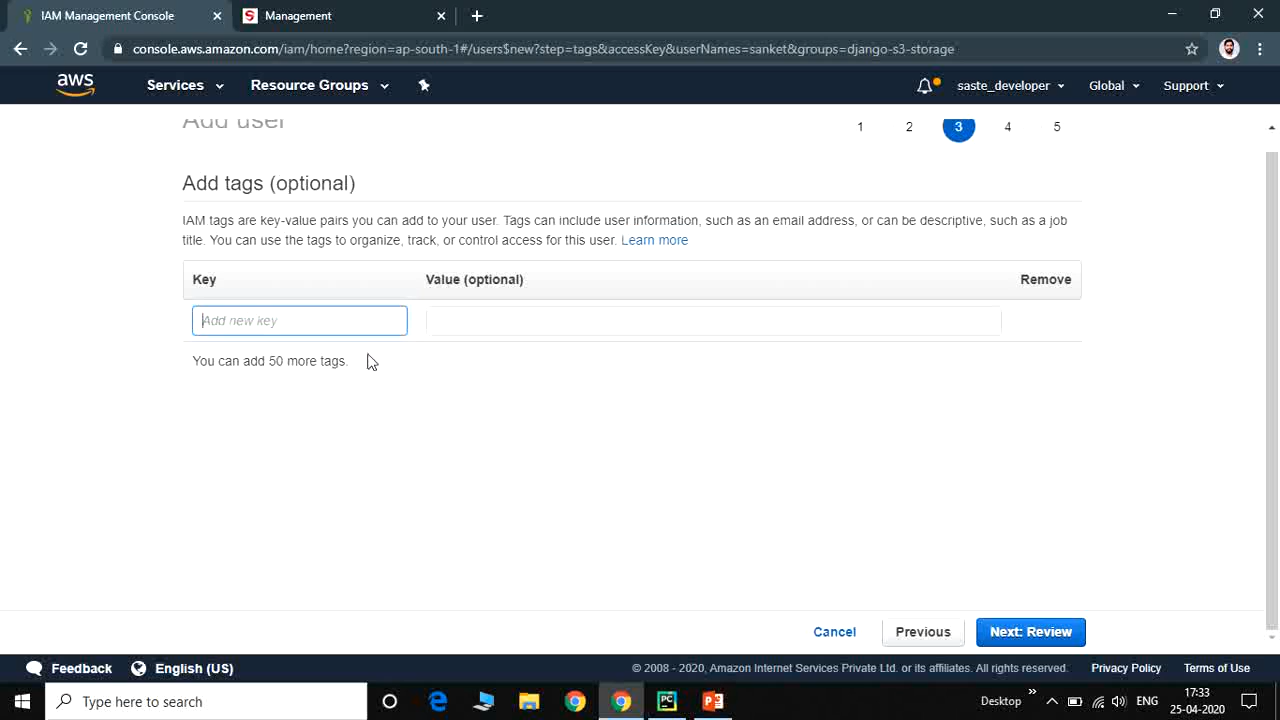 IAM Management Console
S Management
console.aws.amazon.com/iam/home?region=ap-south-1#/users$new?step=tags&accessKey&userNames=sanket&groups=django-s3-storage
aws Services Resource Groups saste_developer Global Support
Add user 1 2 3 4 5
Add tags (optional)
IAM tags are key-value pairs you can add to your user. Tags can include user information, such as an email address, or can be descriptive, such as a job
title. You can use the tags to organize, track, or control access for this user. Learn more
Key Value (optional) Remove
Add new key
You can add 50 more tags.
Cancel Previous Next: Review
Feedback English (US) © 2008 - 2020, Amazon Internet Services Private Ltd. or its affiliates. All rights reserved. Privacy Policy Terms of Use
Type here to search Desktop ENG 17:33
25-04-2020